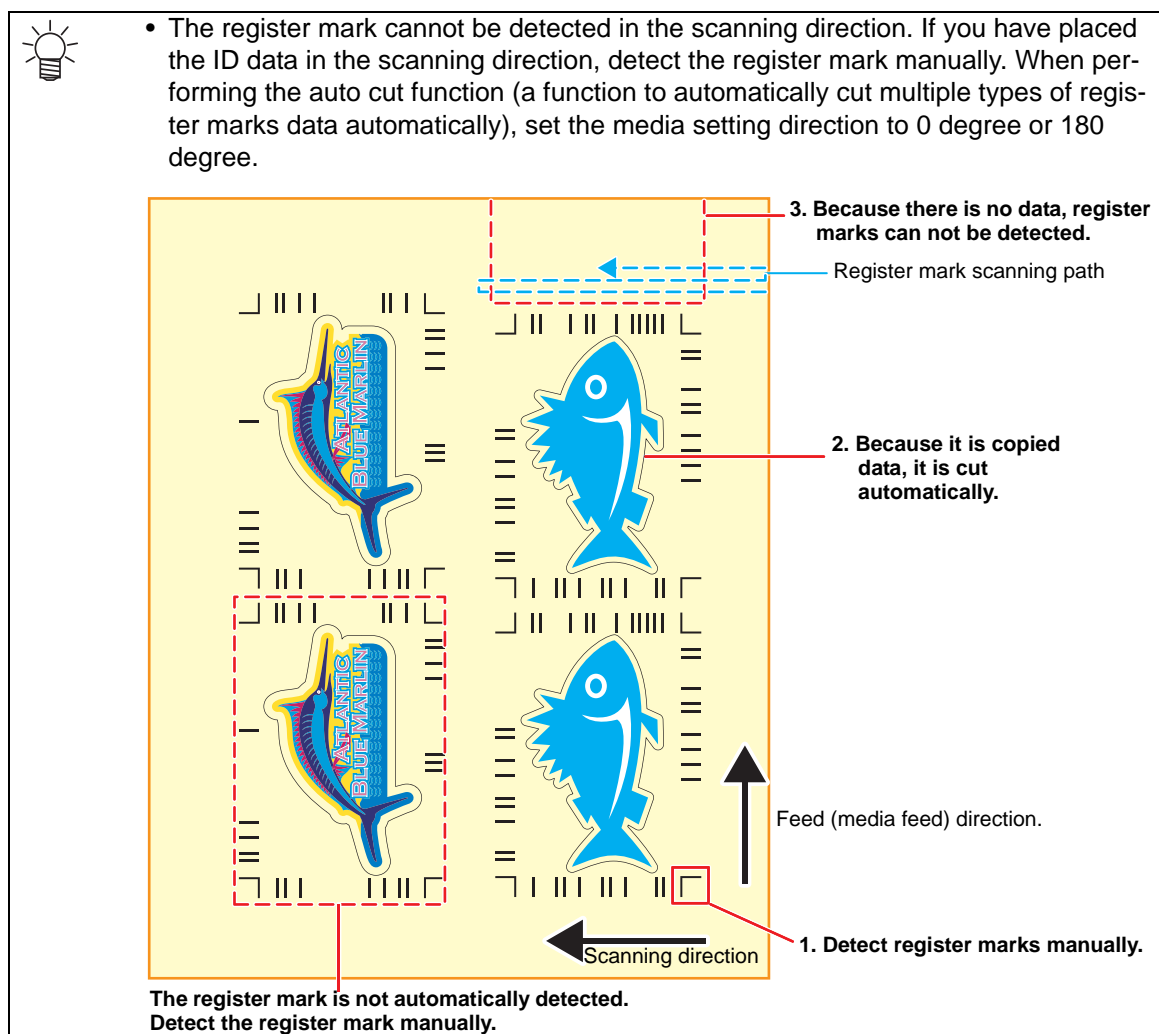 • The register mark cannot be detected in the scanning direction. If you have placed
the ID data in the scanning direction, detect the register mark manually. When per-
forming the auto cut function (a function to automatically cut multiple types of regis-
ter marks data automatically), set the media setting direction to 0 degree or 180
degree.
3. Because there is no data, register
marks can not be detected.
Register mark scanning path
ATLANTIC
BLUE MARLIN
2. Because it is copied
data, it is cut
automatically.
ATLANTIC
BLUE MARLIN
Feed (media feed) direction.
1. Detect register marks manually.
Scanning direction
The register mark is not automatically detected.
Detect the register mark manually.